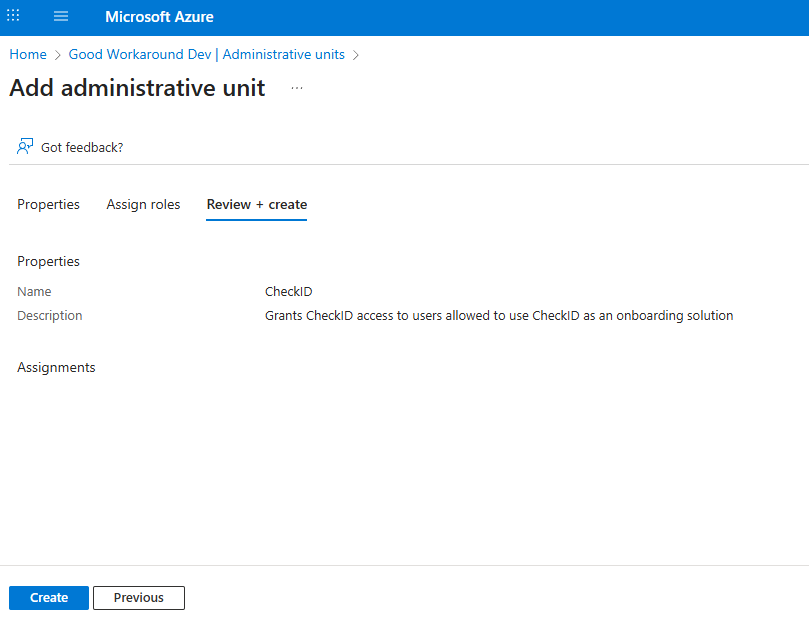 Microsoft Azure
Home > Good Workaround Dev | Administrative units >
Add administrative unit ...
Got feedback?
Properties Assign roles Review + create
Properties
Name CheckID
Description Grants CheckID access to users allowed to use CheckID as an onboarding solution
Assignments
Create Previous